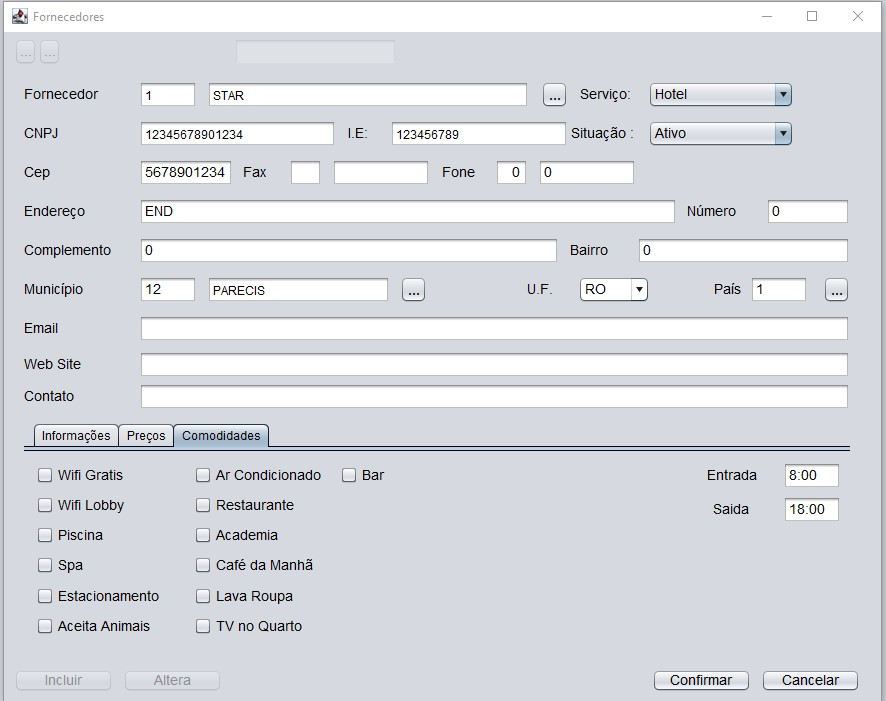 Fornecedores
... ...
Fornecedor 1 STAR ... Serviço: Hotel
CNPJ 12345678901234 I.E: 123456789 Situação : Ativo
Cep 5678901234 Fax Fone 0 0
Endereço END Número 0
Complemento 0 Bairro 0
Município 12 PARECIS ... U.F. RO País 1 ...
Email
Web Site
Contato
Informações Preços Comodidades
Wifi Gratis Ar Condicionado Bar Entrada 8:00
Wifi Lobby Restaurante Saida 18:00
Piscina Academia
Spa Café da Manhã
Estacionamento Lava Roupa
Aceita Animais TV no Quarto
Incluir Altera Confirmar Cancelar